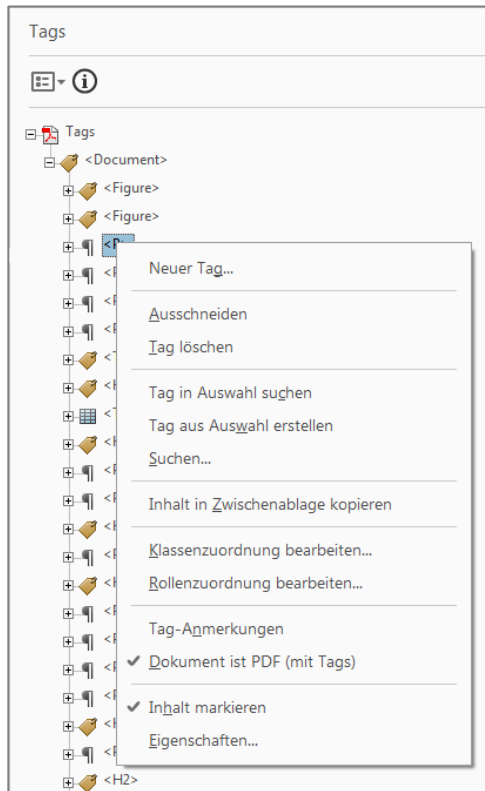 Tags
Tags
<Document>
<Figure>
<Figure>
Neuer Tag...
Ausschneiden
Tag löschen
Tag in Auswahl suchen
Tag aus Auswahl erstellen
Suchen...
Inhalt in Zwischenablage kopieren
Klassenzuordnung bearbeiten...
Rollenzuordnung bearbeiten...
Tag-Anmerkungen
Dokument ist PDF (mit Tags)
Inhalt markieren
Eigenschaften...
<H2>